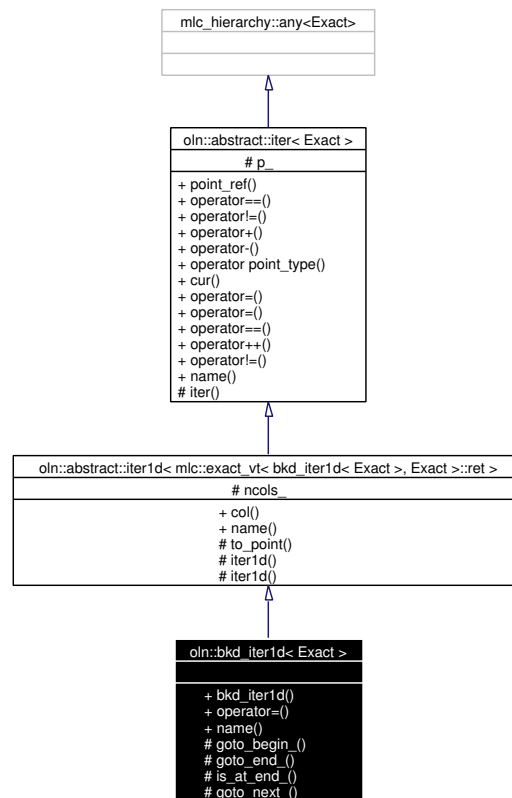 mlc_hierarchy::any<Exact>
oln::abstract::iter< Exact >
# p_
+ point_ref()
+ operator==()
+ operator!=()
+ operator+()
+ operator-()
+ operator point_type()
+ cur()
+ operator=()
+ operator=()
+ operator==()
+ operator++()
+ operator!=()
+ name()
# iter()
oln::abstract::iter1d< mlc::exact_vt< bkd_iter1d< Exact >, Exact >::ret >
# ncols_
+ col()
+ name()
# to_point()
# iter1d()
# iter1d()
oln::bkd_iter1d< Exact >
+ bkd_iter1d()
+ operator=()
+ name()
# goto_begin_()
# goto_end_()
# is_at_end_()
# goto_next_()